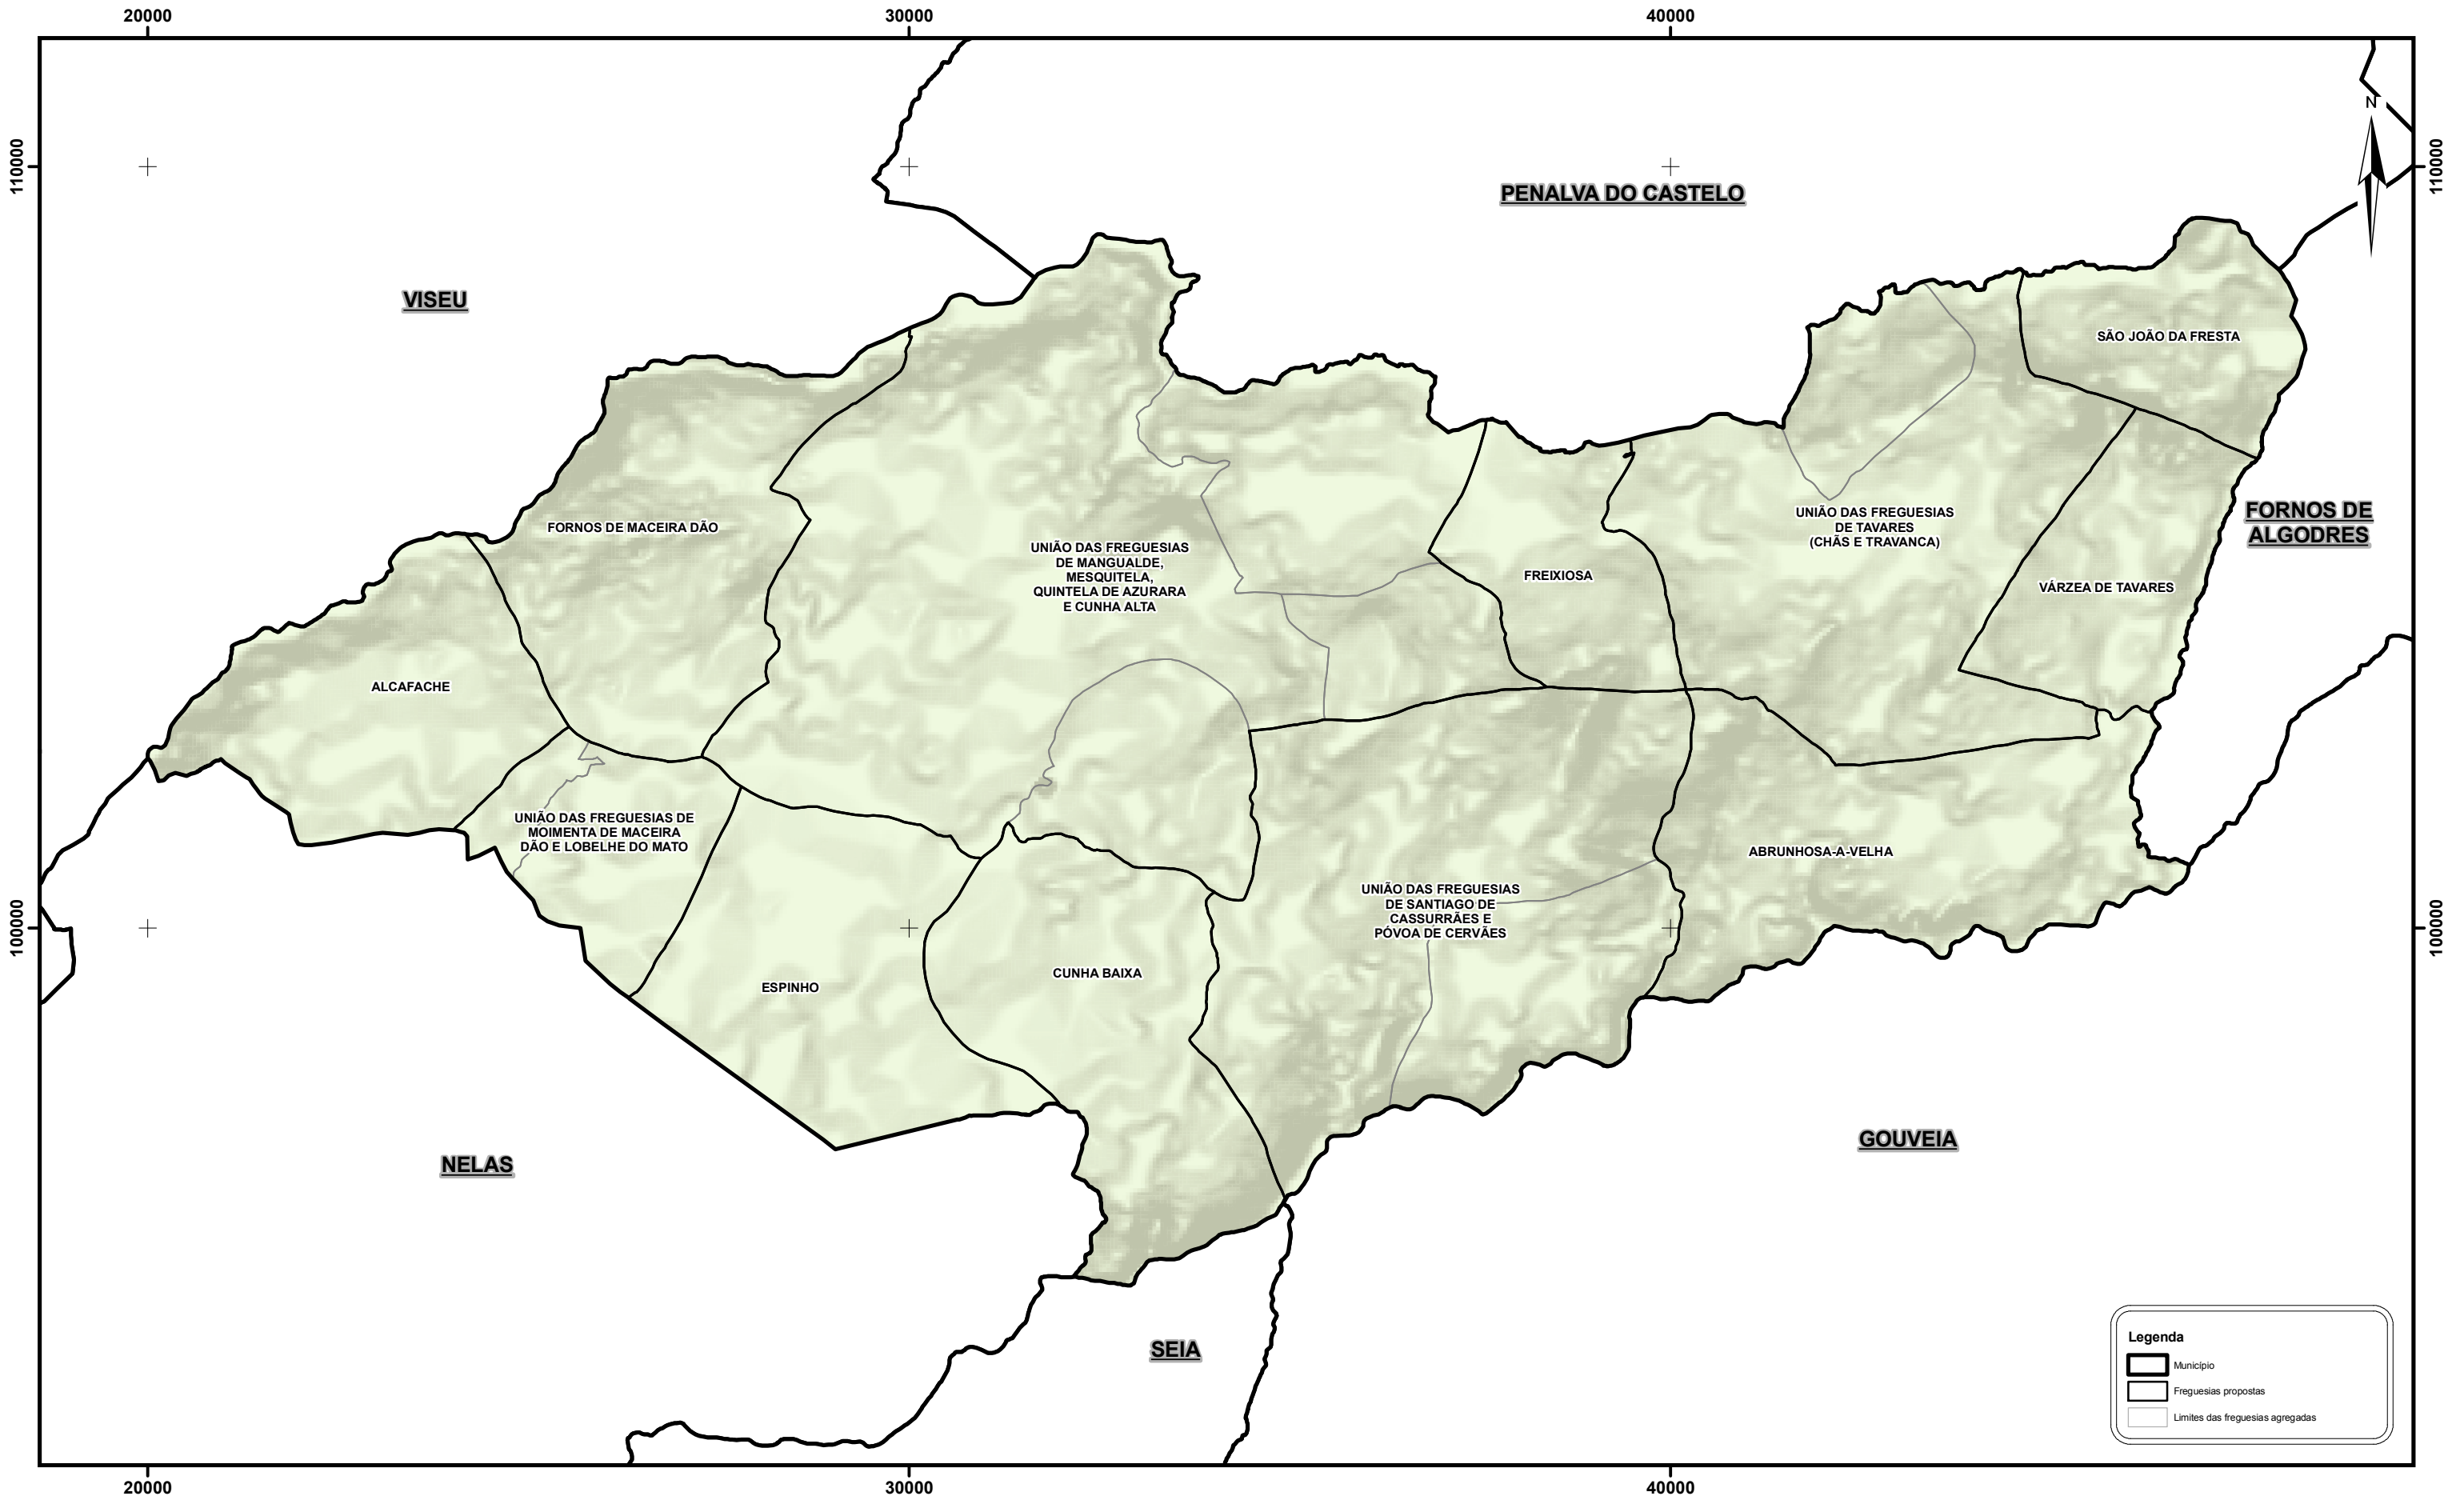 20000
30000
40000
110000
110000
N
PENALVA DO CASTELO
VISEU
SÃO JOÃO DA FRESTA
FORNOS DE
ALGODRES
UNIÃO DAS FREGUESIAS
DE TAVARES
(CHÃS E TRAVANCA)
FORNOS DE MACEIRA DÃO
UNIÃO DAS FREGUESIAS
DE MANGUALDE,
MESQUITELA,
QUINTELA DE AZURARA
E CUNHA ALTA
FREIXIOSA
VÁRZEA DE TAVARES
ALCAFACHE
UNIÃO DAS FREGUESIAS DE
MOIMENTA DE MACEIRA
DÃO E LOBELHE DO MATO
ABRUNHOSA-A-VELHA
UNIÃO DAS FREGUESIAS
DE SANTIAGO DE
CASSURRÃES E
PÓVOA DE CERVÃES
100000
100000
CUNHA BAIXA
ESPINHO
GOUVEIA
NELAS
SEIA
Legenda
Município
Freguesias propostas
Limites das freguesias agregadas
20000
30000
40000